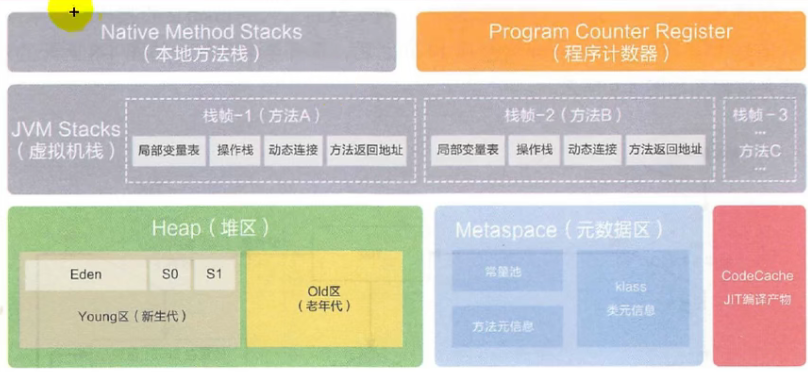 Native Method Stacks
（本地方法栈）
Program Counter Register
（程序计数器）
JVM Stacks
（虚拟机栈）
栈帧-1（方法A）
局部变量表 操作栈 动态连接 方法返回地址
栈帧-2（方法B）
局部变量表 操作栈 动态连接 方法返回地址
栈帧-3
...
方法C
...
Heap（堆区）
Eden S0 S1
Young区（新生代）
Old区
（老年代）
Metaspace（元数据区）
常量池
方法元信息
klass
类元信息
CodeCache
JIT编译产物